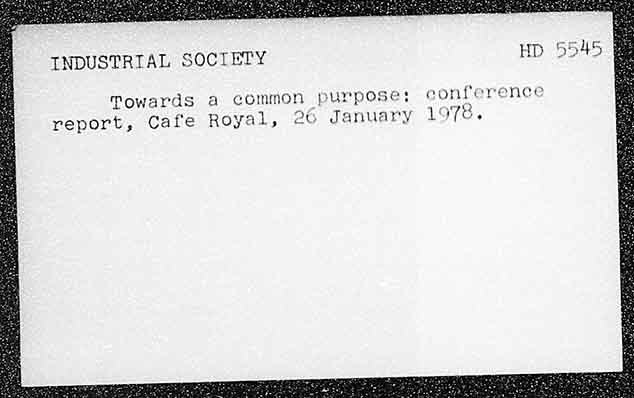 INDUSTRIAL SOCIETY HD 5545
Towards a common purpose: conference
report, Cafe Royal, 26 January 1978.